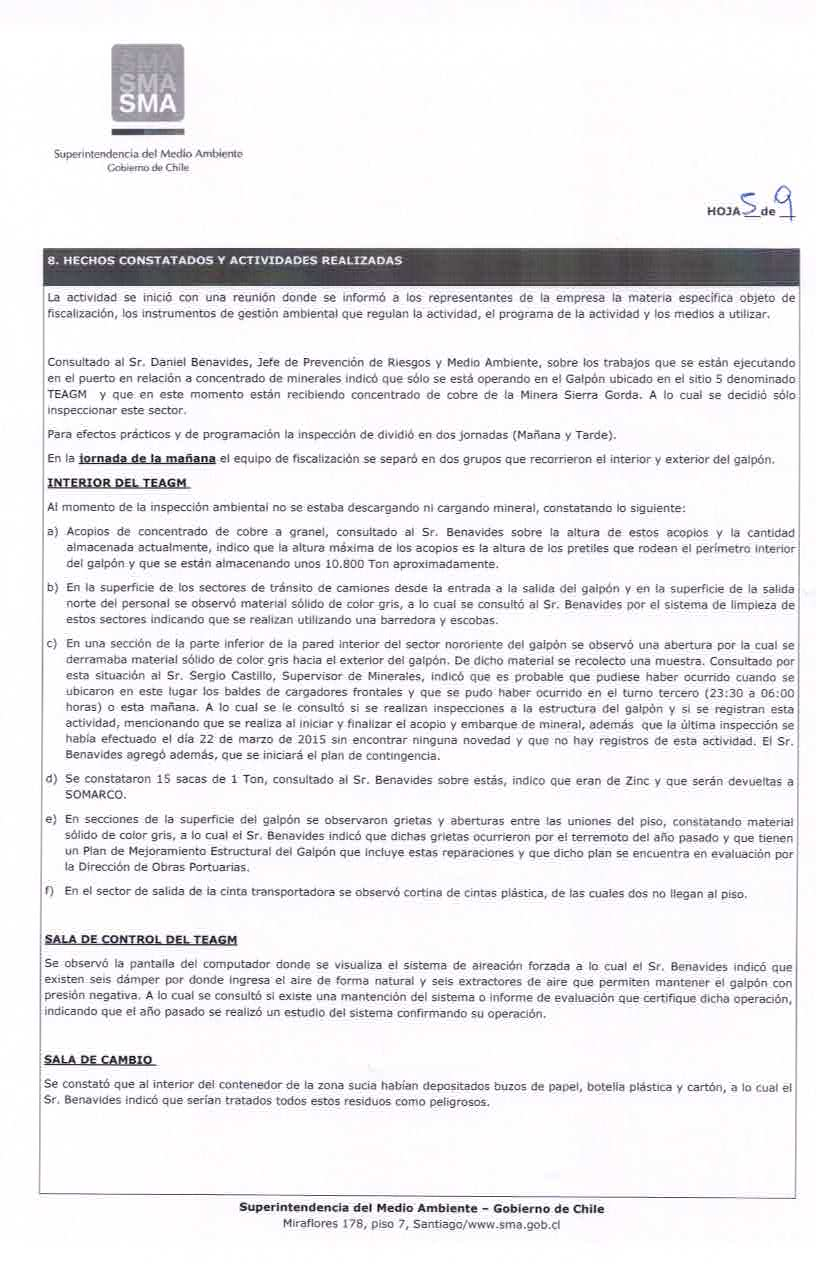 SMA
SMA
SMA
Superintendencia del Medio Ambiente
Gobierno de Chile
HOJA 5 de 9
8. HECHOS CONSTATADOS Y ACTIVIDADES REALIZADAS
La actividad se inició con una reunión donde se informó a los representantes de la empresa la materia específica objeto de
fiscalización, los instrumentos de gestión ambiental que regulan la actividad, el programa de la actividad y los medios a utilizar.
Consultado al Sr. Daniel Benavides, Jefe de Prevención de Riesgos y Medio Ambiente, sobre los trabajos que se están ejecutando
en el puerto en relación a concentrado de minerales indicó que sólo se está operando en el Galpón ubicado en el sitio 5 denominado
TEAGM y que en este momento están recibiendo concentrado de cobre de la Minera Sierra Gorda. A lo cual se decidió sólo
inspeccionar este sector.
Para efectos prácticos y de programación la inspección de dividió en dos jornadas (Mañana y Tarde).
En la jornada de la mañana el equipo de fiscalización se separó en dos grupos que recorrieron el interior y exterior del galpón.
INTERIOR DEL TEAGM
Al momento de la inspección ambiental no se estaba descargando ni cargando mineral, constatando lo siguiente:
a) Acopios de concentrado de cobre a granel, consultado al Sr. Benavides sobre la altura de estos acopios y la cantidad
almacenada actualmente, indico que la altura máxima de los acopios es la altura de los pretiles que rodean el perímetro interior
del galpón y que se están almacenando unos 10.800 Ton aproximadamente.
b) En la superficie de los sectores de tránsito de camiones desde la entrada a la salida del galpón y en la superficie de la salida
norte del personal se observó material sólido de color gris, a lo cual se consultó al Sr. Benavides por el sistema de limpieza de
estos sectores indicando que se realizan utilizando una barredora y escobas.
c) En una sección de la parte inferior de la pared interior del sector nororiente del galpón se observó una abertura por la cual se
derramaba material sólido de color gris hacia el exterior del galpón. De dicho material se recolecto una muestra. Consultado por
esta situación al Sr. Sergio Castillo, Supervisor de Minerales, indicó que es probable que pudiese haber ocurrido cuando se
ubicaron en este lugar los baldes de cargadores frontales y que se pudo haber ocurrido en el turno tercero (23:30 a 06:00
horas) o esta mañana. A lo cual se le consultó si se realizan inspecciones a la estructura del galpón y si se registran esta
actividad, mencionando que se realiza al iniciar y finalizar el acopio y embarque de mineral, además que la última inspección se
había efectuado el día 22 de marzo de 2015 sin encontrar ninguna novedad y que no hay registros de esta actividad. El Sr.
Benavides agregó además, que se iniciará el plan de contingencia.
d) Se constataron 15 sacas de 1 Ton, consultado al Sr. Benavides sobre estás, indico que eran de Zinc y que serán devueltas a
SOMARCO.
e) En secciones de la superficie del galpón se observaron grietas y aberturas entre las uniones del piso, constatando material
sólido de color gris, a lo cual el Sr. Benavides indicó que dichas grietas ocurrieron por el terremoto del año pasado y que tienen
un Plan de Mejoramiento Estructural del Galpón que incluye estas reparaciones y que dicho plan se encuentra en evaluación por
la Dirección de Obras Portuarias.
f) En el sector de salida de la cinta transportadora se observó cortina de cintas plástica, de las cuales dos no llegan al piso.
SALA DE CONTROL DEL TEAGM
Se observó la pantalla del computador donde se visualiza el sistema de aireación forzada a lo cual el Sr. Benavides indicó que
existen seis dámper por donde ingresa el aire de forma natural y seis extractores de aire que permiten mantener el galpón con
presión negativa. A lo cual se consultó si existe una mantención del sistema o informe de evaluación que certifique dicha operación,
indicando que el año pasado se realizó un estudio del sistema confirmando su operación.
SALA DE CAMBIO
Se constató que al interior del contenedor de la zona sucia habían depositados buzos de papel, botella plástica y cartón, a lo cual el
Sr. Benavides indicó que serían tratados todos estos residuos como peligrosos.
Superintendencia del Medio Ambiente – Gobierno de Chile
Miraflores 178, piso 7, Santiago/www.sma.gob.cl